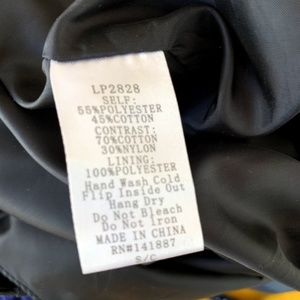 LP2828
SELF:
55%POLYESTER
45%COTTON
CONTRAST:
70%COTTON
30%NYLON
LINING:
100%POLYESTER
Hand Wash Cold
Flip Inside Out
Hang Dry
Do Not Bleach
Do Not Iron
MADE IN CHINA
RN#141887
S/C